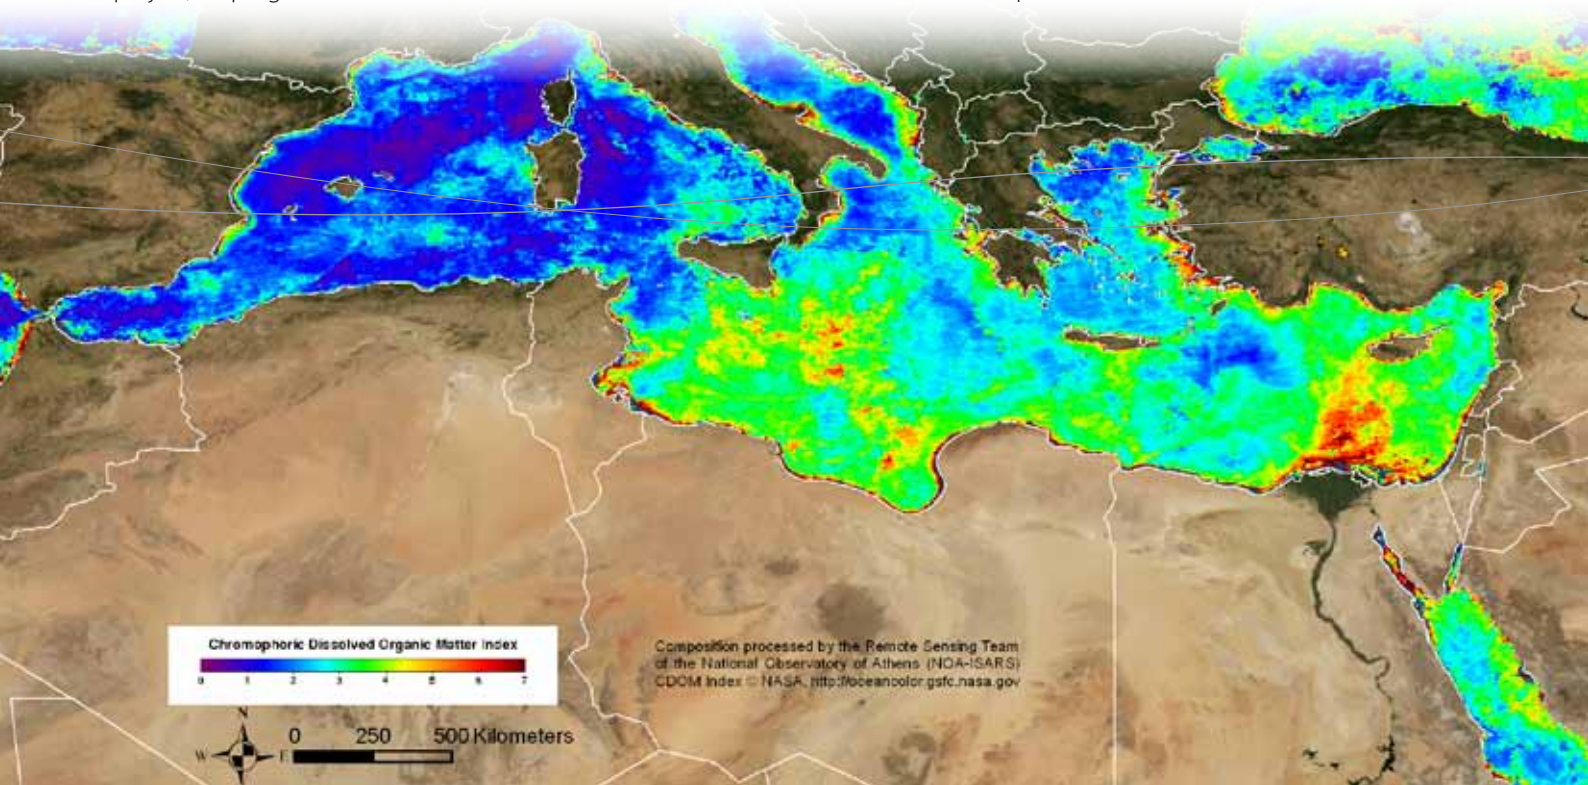 Chromophoric Dissolved Organic Matter Index
0 1 2 3 4 5 6 7
Composition processed by the Remote Sensing Team
of the National Observatory of Athens (NOA-ISARS)
CDOM Index © NASA, http://oceancolor.gsfc.nasa.gov
N
W E
0 250 500 Kilometers